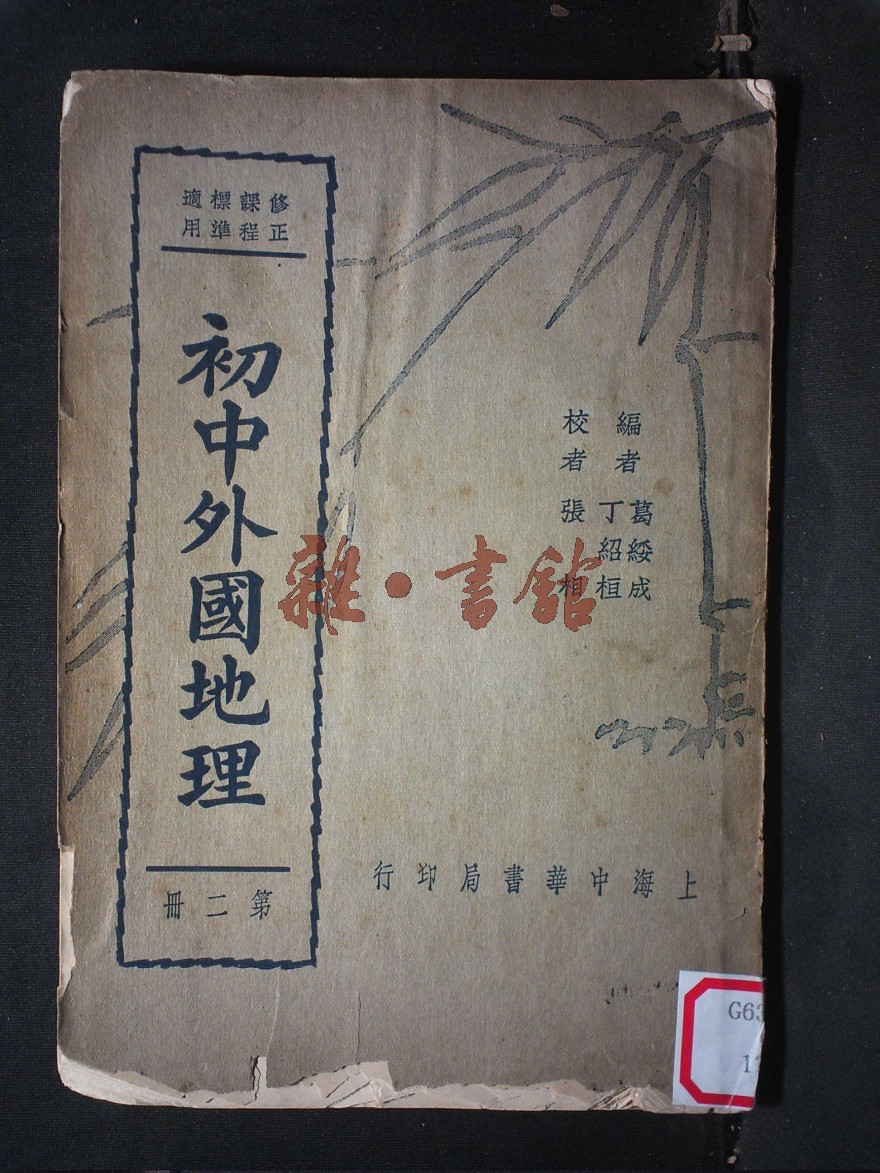 修正課程標準適用
初中外國地理
第二冊
編者 葛綏成
丁紹桓
校者 張相
上海中華書局印行
雜·書館
G63
1